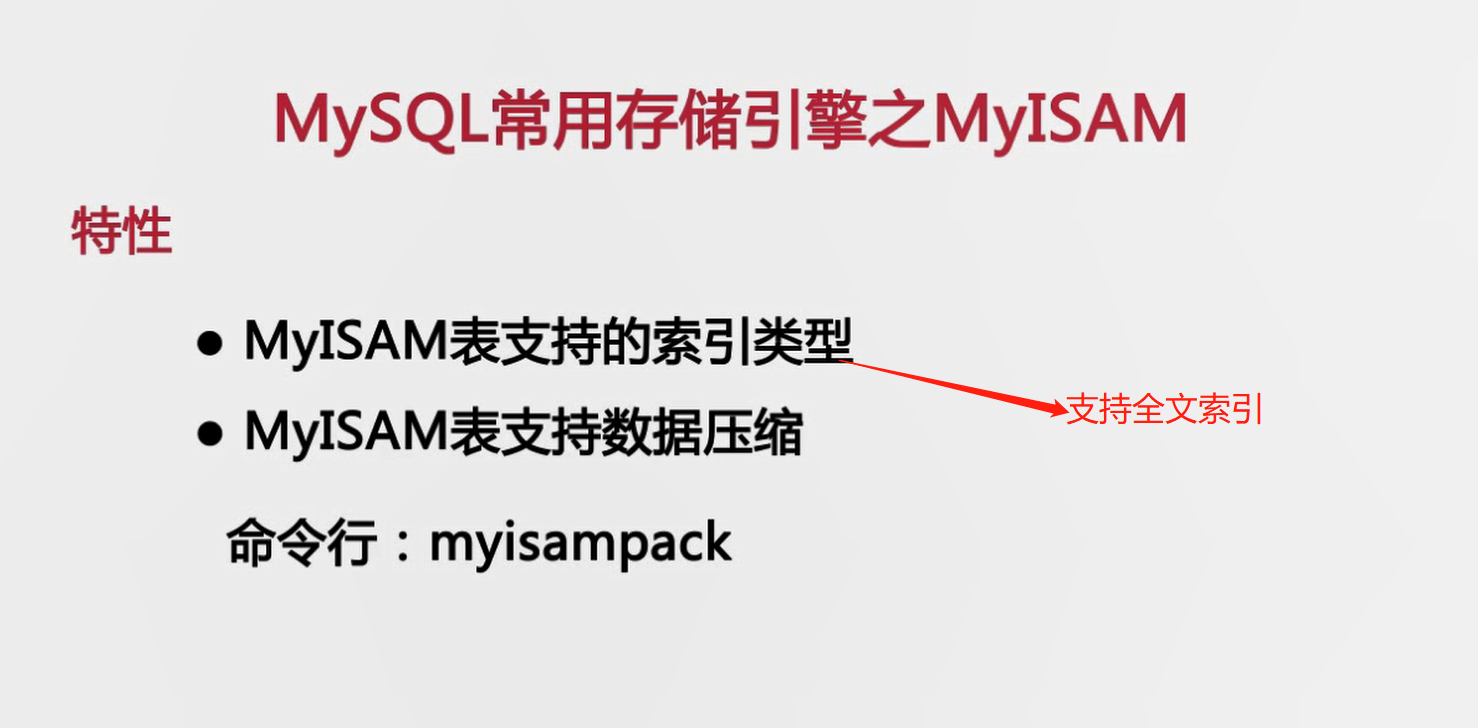 MySQL常用存储引擎之MyISAM
特性
● MyISAM表支持的索引类型
支持全文索引
● MyISAM表支持数据压缩
命令行：myisampack